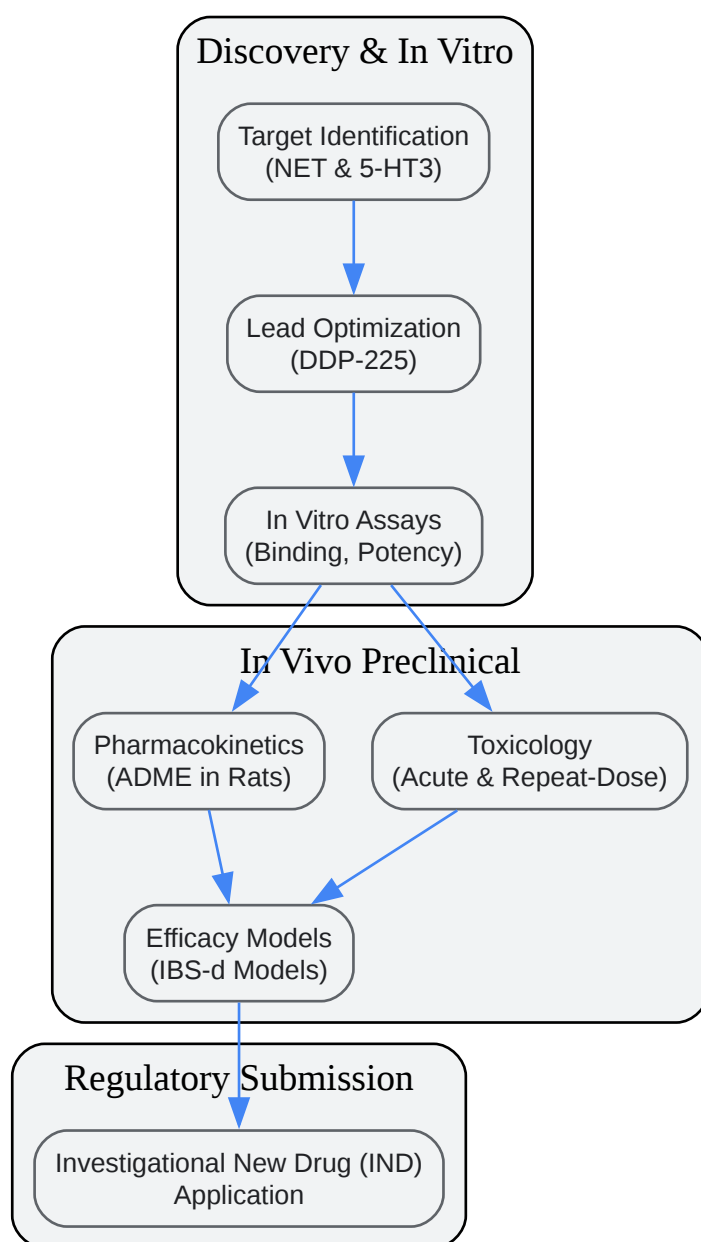 Discovery & In Vitro
Target Identification
(NET & 5-HT3)
Lead Optimization
(DDP-225)
In Vitro Assays
(Binding, Potency)
In Vivo Preclinical
Pharmacokinetics
(ADME in Rats)
Toxicology
(Acute & Repeat-Dose)
Efficacy Models
(IBS-d Models)
Regulatory Submission
Investigational New Drug (IND)
Application